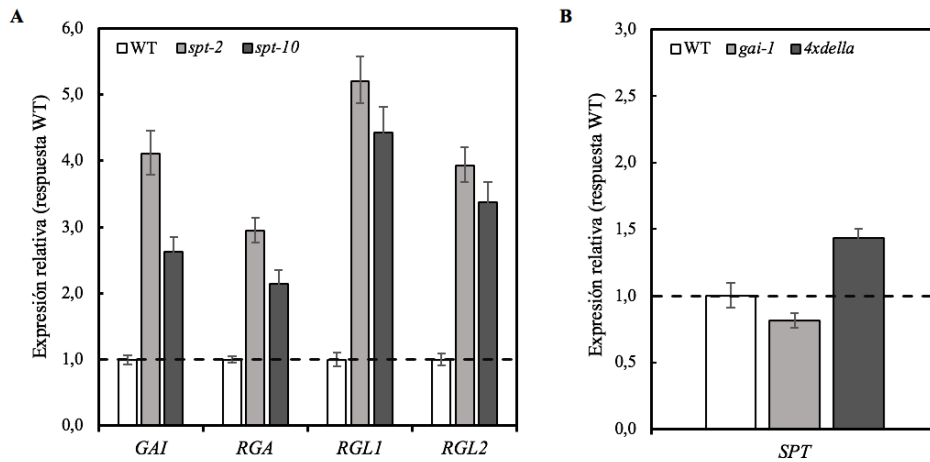 A
Expresión relativa (respuesta WT)
6,0
5,0
4,0
3,0
2,0
1,0
0,0
WT spt-2 spt-10
GAI RGA RGL1 RGL2
B
Expresión relativa (respuesta WT)
3,0
2,5
2,0
1,5
1,0
0,5
0,0
WT gai-1 4xdella
SPT